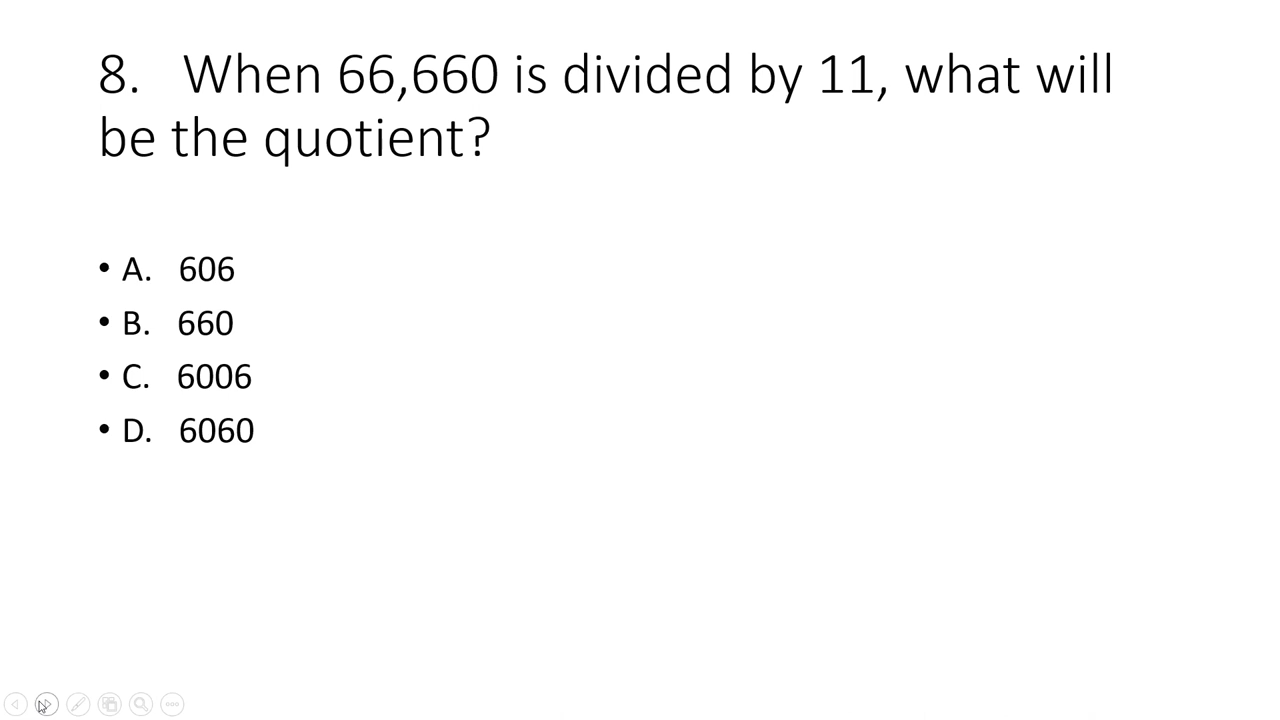 8. When 66,660 is divided by 11, what will
be the quotient?
• A. 606
• B. 660
• C. 6006
• D. 6060